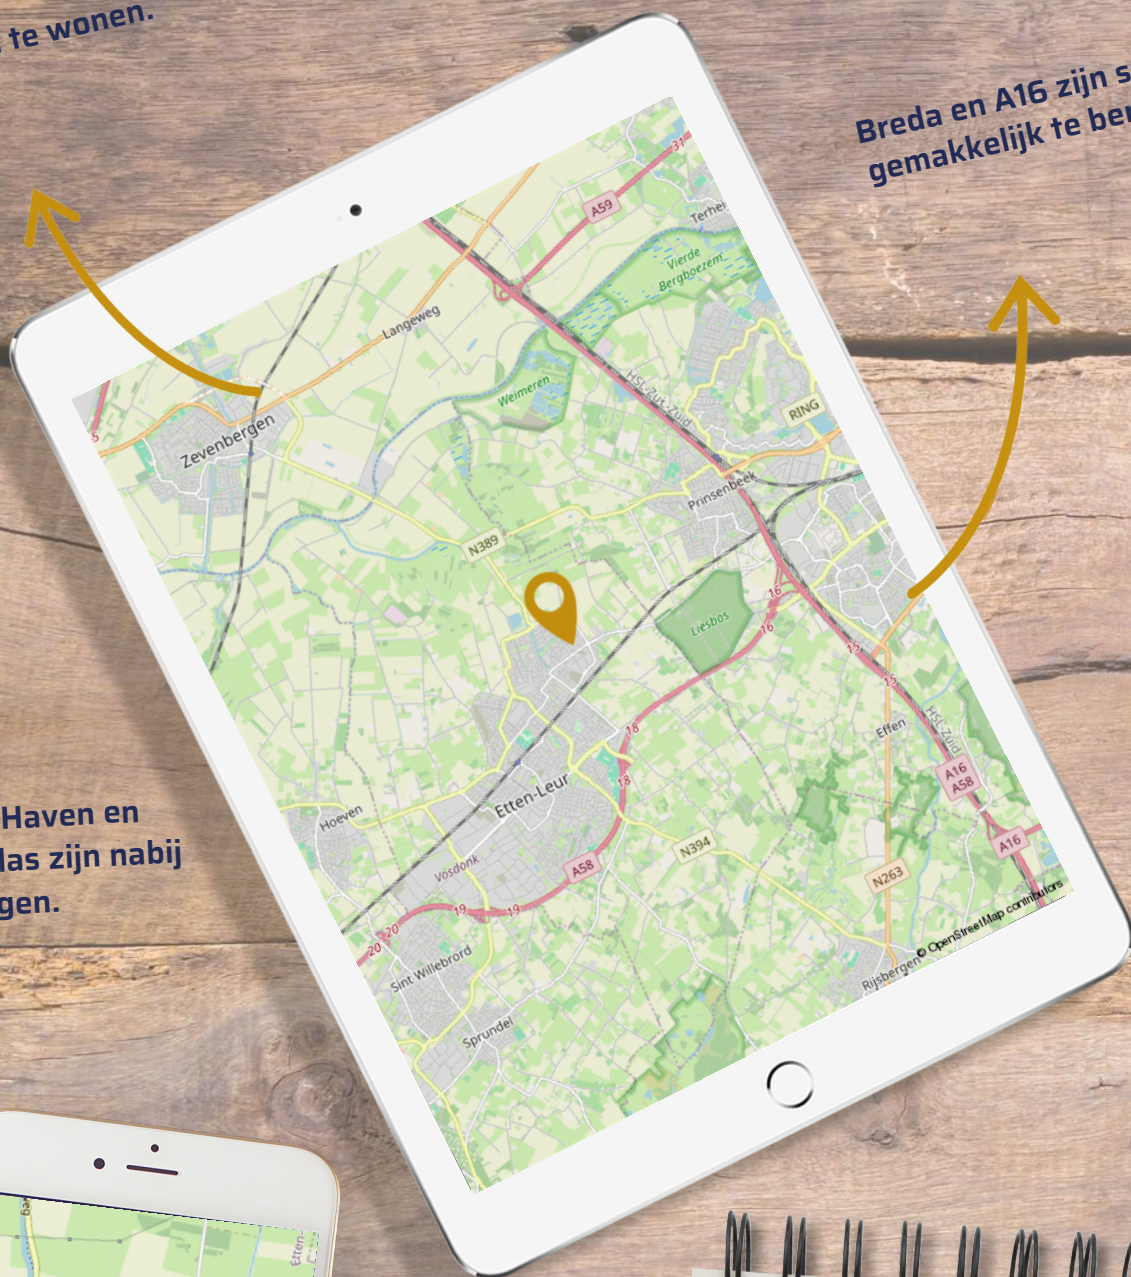 te wonen.
Breda en A16 zijn
gemakkelijk te
31
A59
Terhei
Vierde
Bergboezem
Langeweg
Weimeren
HSL-Zuid
RING
5
Zevenbergen
Prinsenbeek
N389
16
Liesbos
16
15
15
18
Effen
HSL-Zuid
18
A16
A58
Etten-Leur
Haven en
Hoeven
N394
A16
las zijn nabij
Vosdonk
A58
N263
gen.
19
19
20
20
© OpenStreetMap contributors
Sint Willebrord
Rijsbergen
Sprundel
Etten-